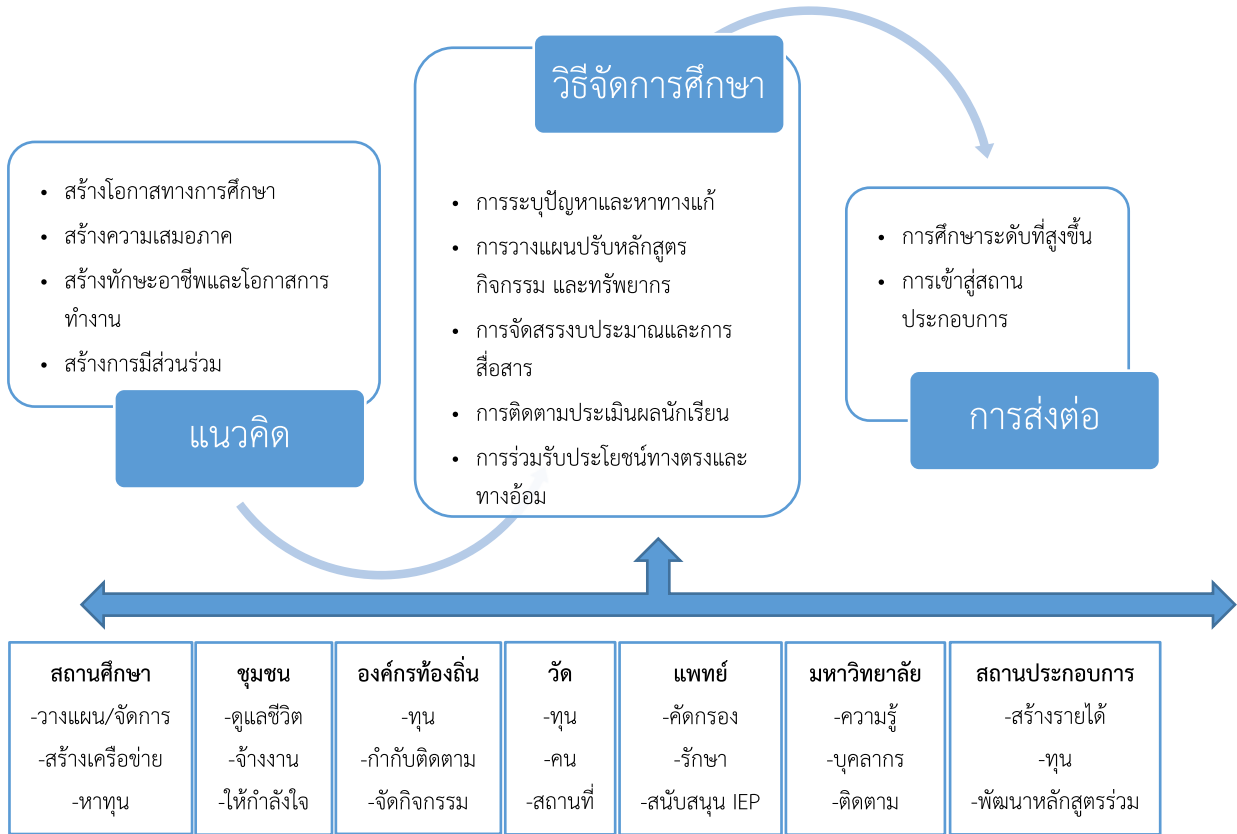 วิธีจัดการศึกษา
• สร้างโอกาสทางการศึกษา
• สร้างความเสมอภาค
• สร้างทักษะอาชีพและโอกาสการ
ทำงาน
• สร้างการมีส่วนร่วม
แนวคิด
• การระบุปัญหาและหาทางแก้
• การวางแผนปรับหลักสูตร
กิจกรรม และทรัพยากร
• การจัดสรรงบประมาณและการ
สื่อสาร
• การติดตามประเมินผลนักเรียน
• การร่วมรับประโยชน์ทางตรงและ
ทางอ้อม
• การศึกษาระดับที่สูงขึ้น
• การเข้าสู่สถาน
ประกอบการ
การส่งต่อ
สถานศึกษา
-วางแผน/จัดการ
-สร้างเครือข่าย
-หาทุน
ชุมชน
-ดูแลชีวิต
-จ้างงาน
-ให้กำลังใจ
องค์กรท้องถิ่น
-ทุน
-กำกับติดตาม
-จัดกิจกรรม
วัด
-ทุน
-คน
-สถานที่
แพทย์
-คัดกรอง
-รักษา
-สนับสนุน IEP
มหาวิทยาลัย
-ความรู้
-บุคลากร
-ติดตาม
สถานประกอบการ
-สร้างรายได้
-ทุน
-พัฒนาหลักสูตรร่วม